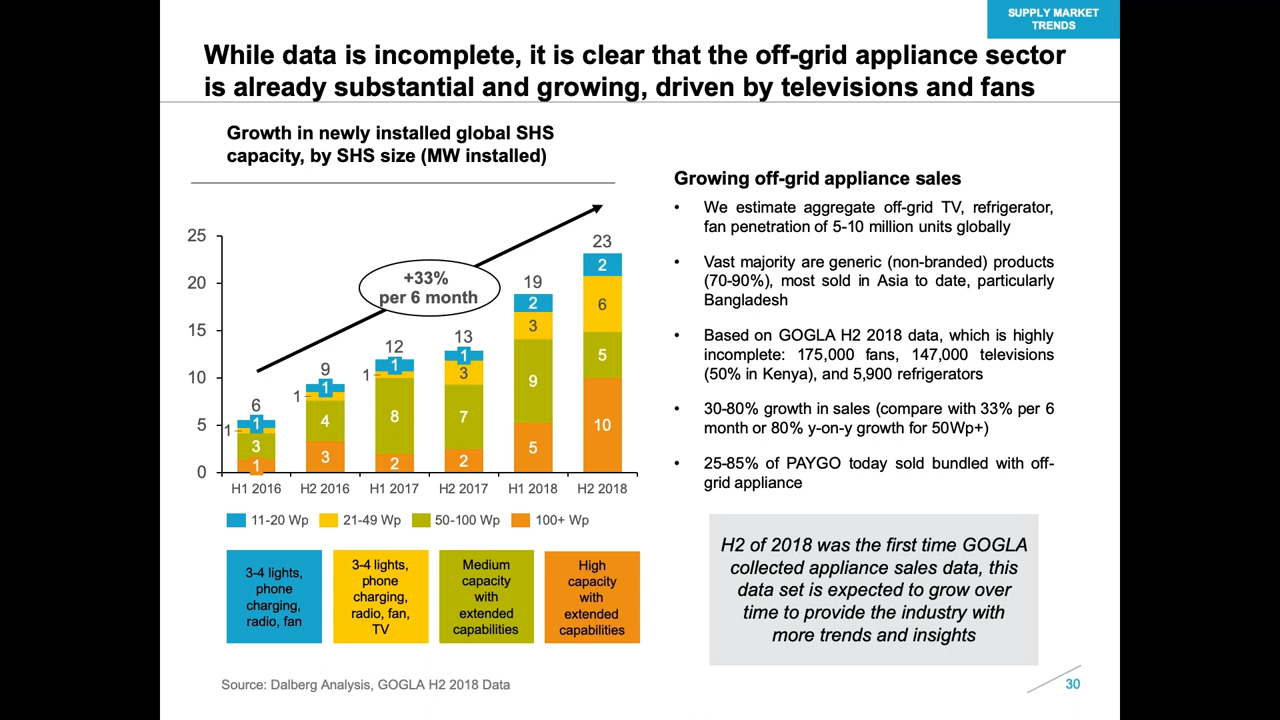 SUPPLY MARKET
TRENDS
While data is incomplete, it is clear that the off-grid appliance sector
is already substantial and growing, driven by televisions and fans
Growth in newly installed global SHS
capacity, by SHS size (MW installed)
25
20
15
10
5
0
+33%
per 6 month
6
1
1
3
1
9
1
1
4
3
12
1
1
8
2
13
1
3
7
2
19
2
3
9
5
23
2
6
5
10
H1 2016
H2 2016
H1 2017
H2 2017
H1 2018
H2 2018
11-20 Wp
21-49 Wp
50-100 Wp
100+ Wp
3-4 lights,
phone
charging,
radio, fan
3-4 lights,
phone
charging,
radio, fan,
TV
Medium
capacity
with
extended
capabilities
High
capacity
with
extended
capabilities
Growing off-grid appliance sales
• We estimate aggregate off-grid TV, refrigerator,
fan penetration of 5-10 million units globally
• Vast majority are generic (non-branded) products
(70-90%), most sold in Asia to date, particularly
Bangladesh
• Based on GOGLA H2 2018 data, which is highly
incomplete: 175,000 fans, 147,000 televisions
(50% in Kenya), and 5,900 refrigerators
• 30-80% growth in sales (compare with 33% per 6
month or 80% y-on-y growth for 50Wp+)
• 25-85% of PAYGO today sold bundled with off-
grid appliance
H2 of 2018 was the first time GOGLA
collected appliance sales data, this
data set is expected to grow over
time to provide the industry with
more trends and insights
Source: Dalberg Analysis, GOGLA H2 2018 Data
30